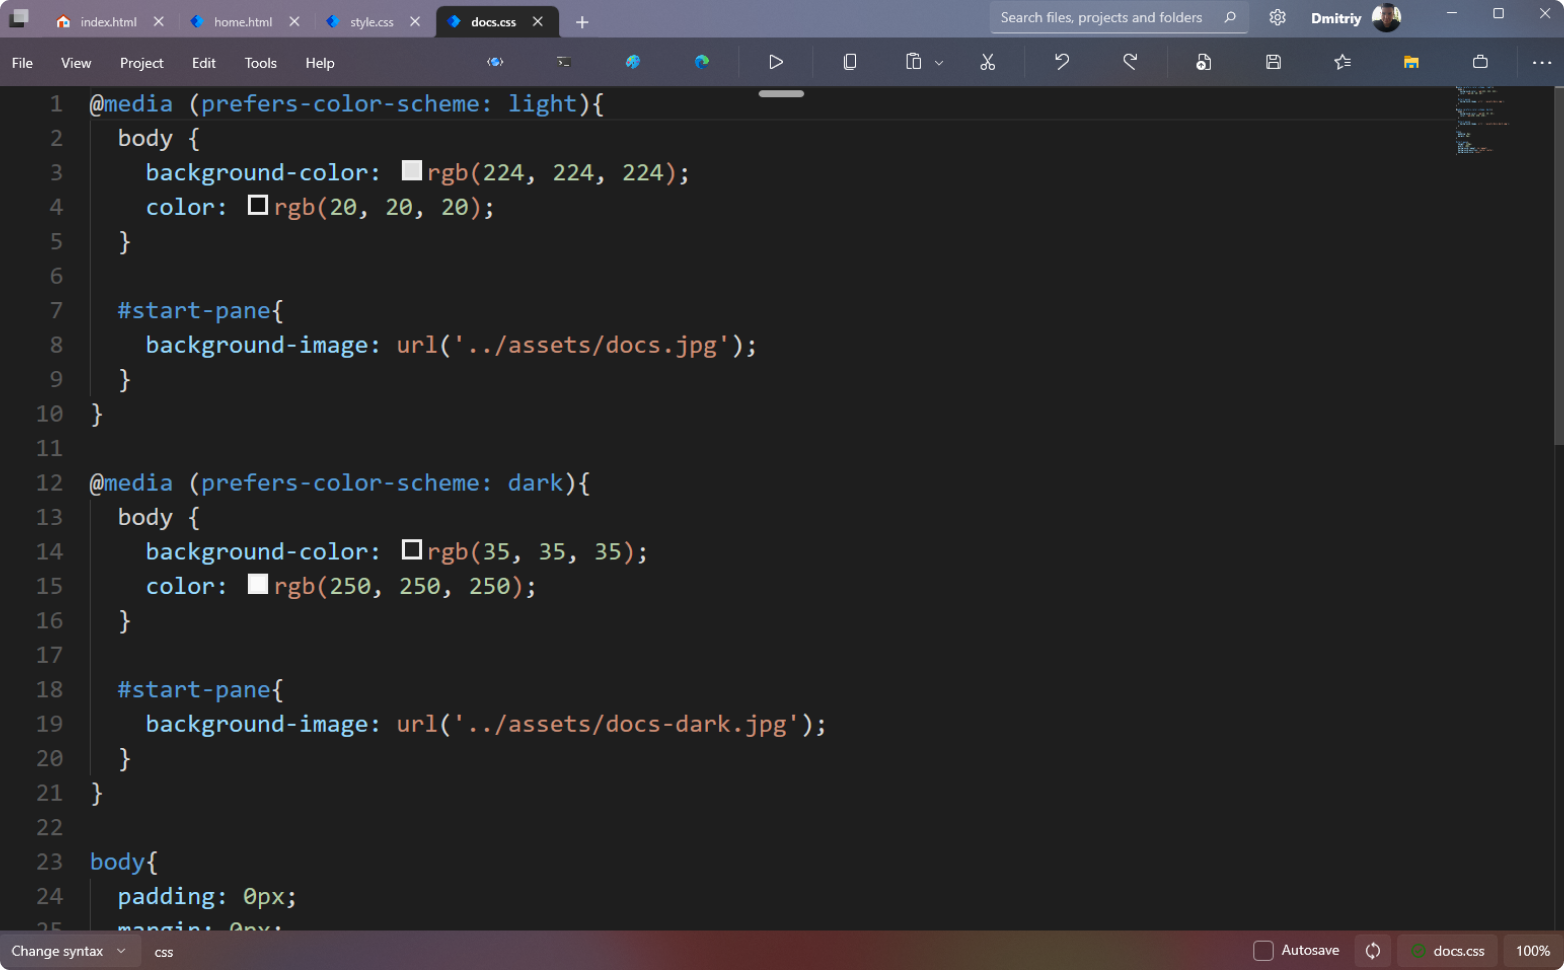 index.html
home.html
style.css
docs.css
Search files, projects and folders
Dmitriy
File View Project Edit Tools Help
1 @media (prefers-color-scheme: light){
2 body {
3 background-color: rgb(224, 224, 224);
4 color: rgb(20, 20, 20);
5 }
6
7 #start-pane{
8 background-image: url('../assets/docs.jpg');
9 }
10 }
11
12 @media (prefers-color-scheme: dark){
13 body {
14 background-color: rgb(35, 35, 35);
15 color: rgb(250, 250, 250);
16 }
17
18 #start-pane{
19 background-image: url('../assets/docs-dark.jpg');
20 }
21 }
22
23 body{
24 padding: 0px;
25 margin: 0px;
Change syntax css Autosave docs.css 100%